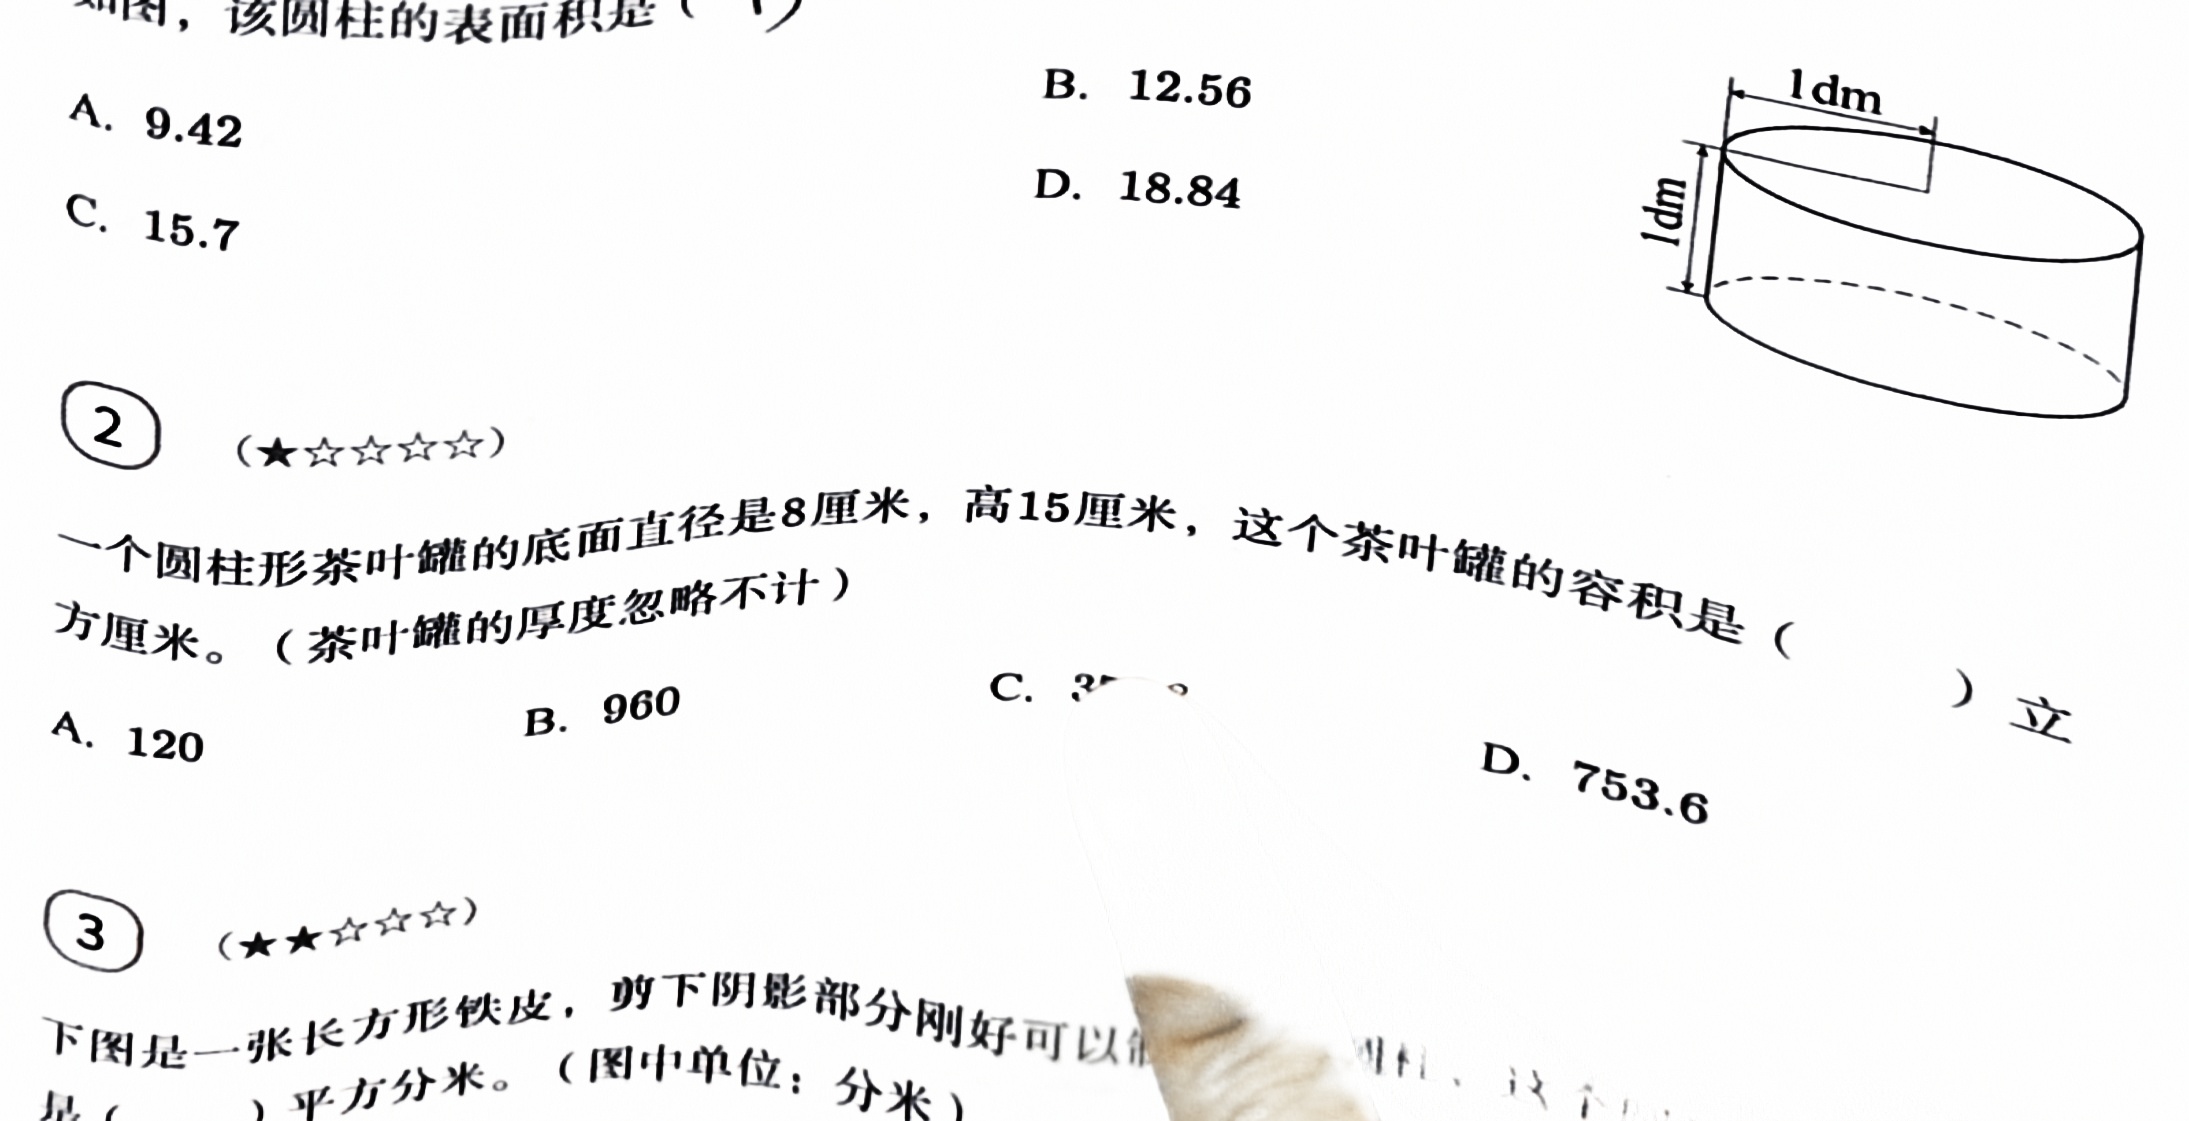 如图，该圆柱的表面积是（
A. 9.42
B. 12.56
C. 15.7
D. 18.84
1dm
1dm
2 （★☆☆☆☆）
一个圆柱形茶叶罐的底面直径是8厘米，高15厘米，这个茶叶罐的容积是（ ）立
方厘米。（茶叶罐的厚度忽略不计）
A. 120
B. 960
C. 3
D. 753.6
3 （★★☆☆☆）
下图是一张长方形铁皮，剪下阴影部分刚好可以 圆柱，这个
是（ ）平方分米。（图中单位：分米）